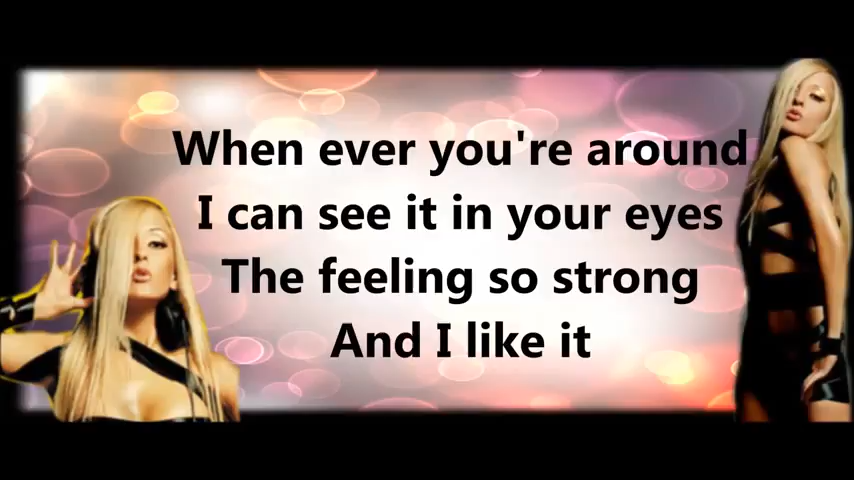 When ever you're around
I can see it in your eyes
The feeling so strong
And I like it